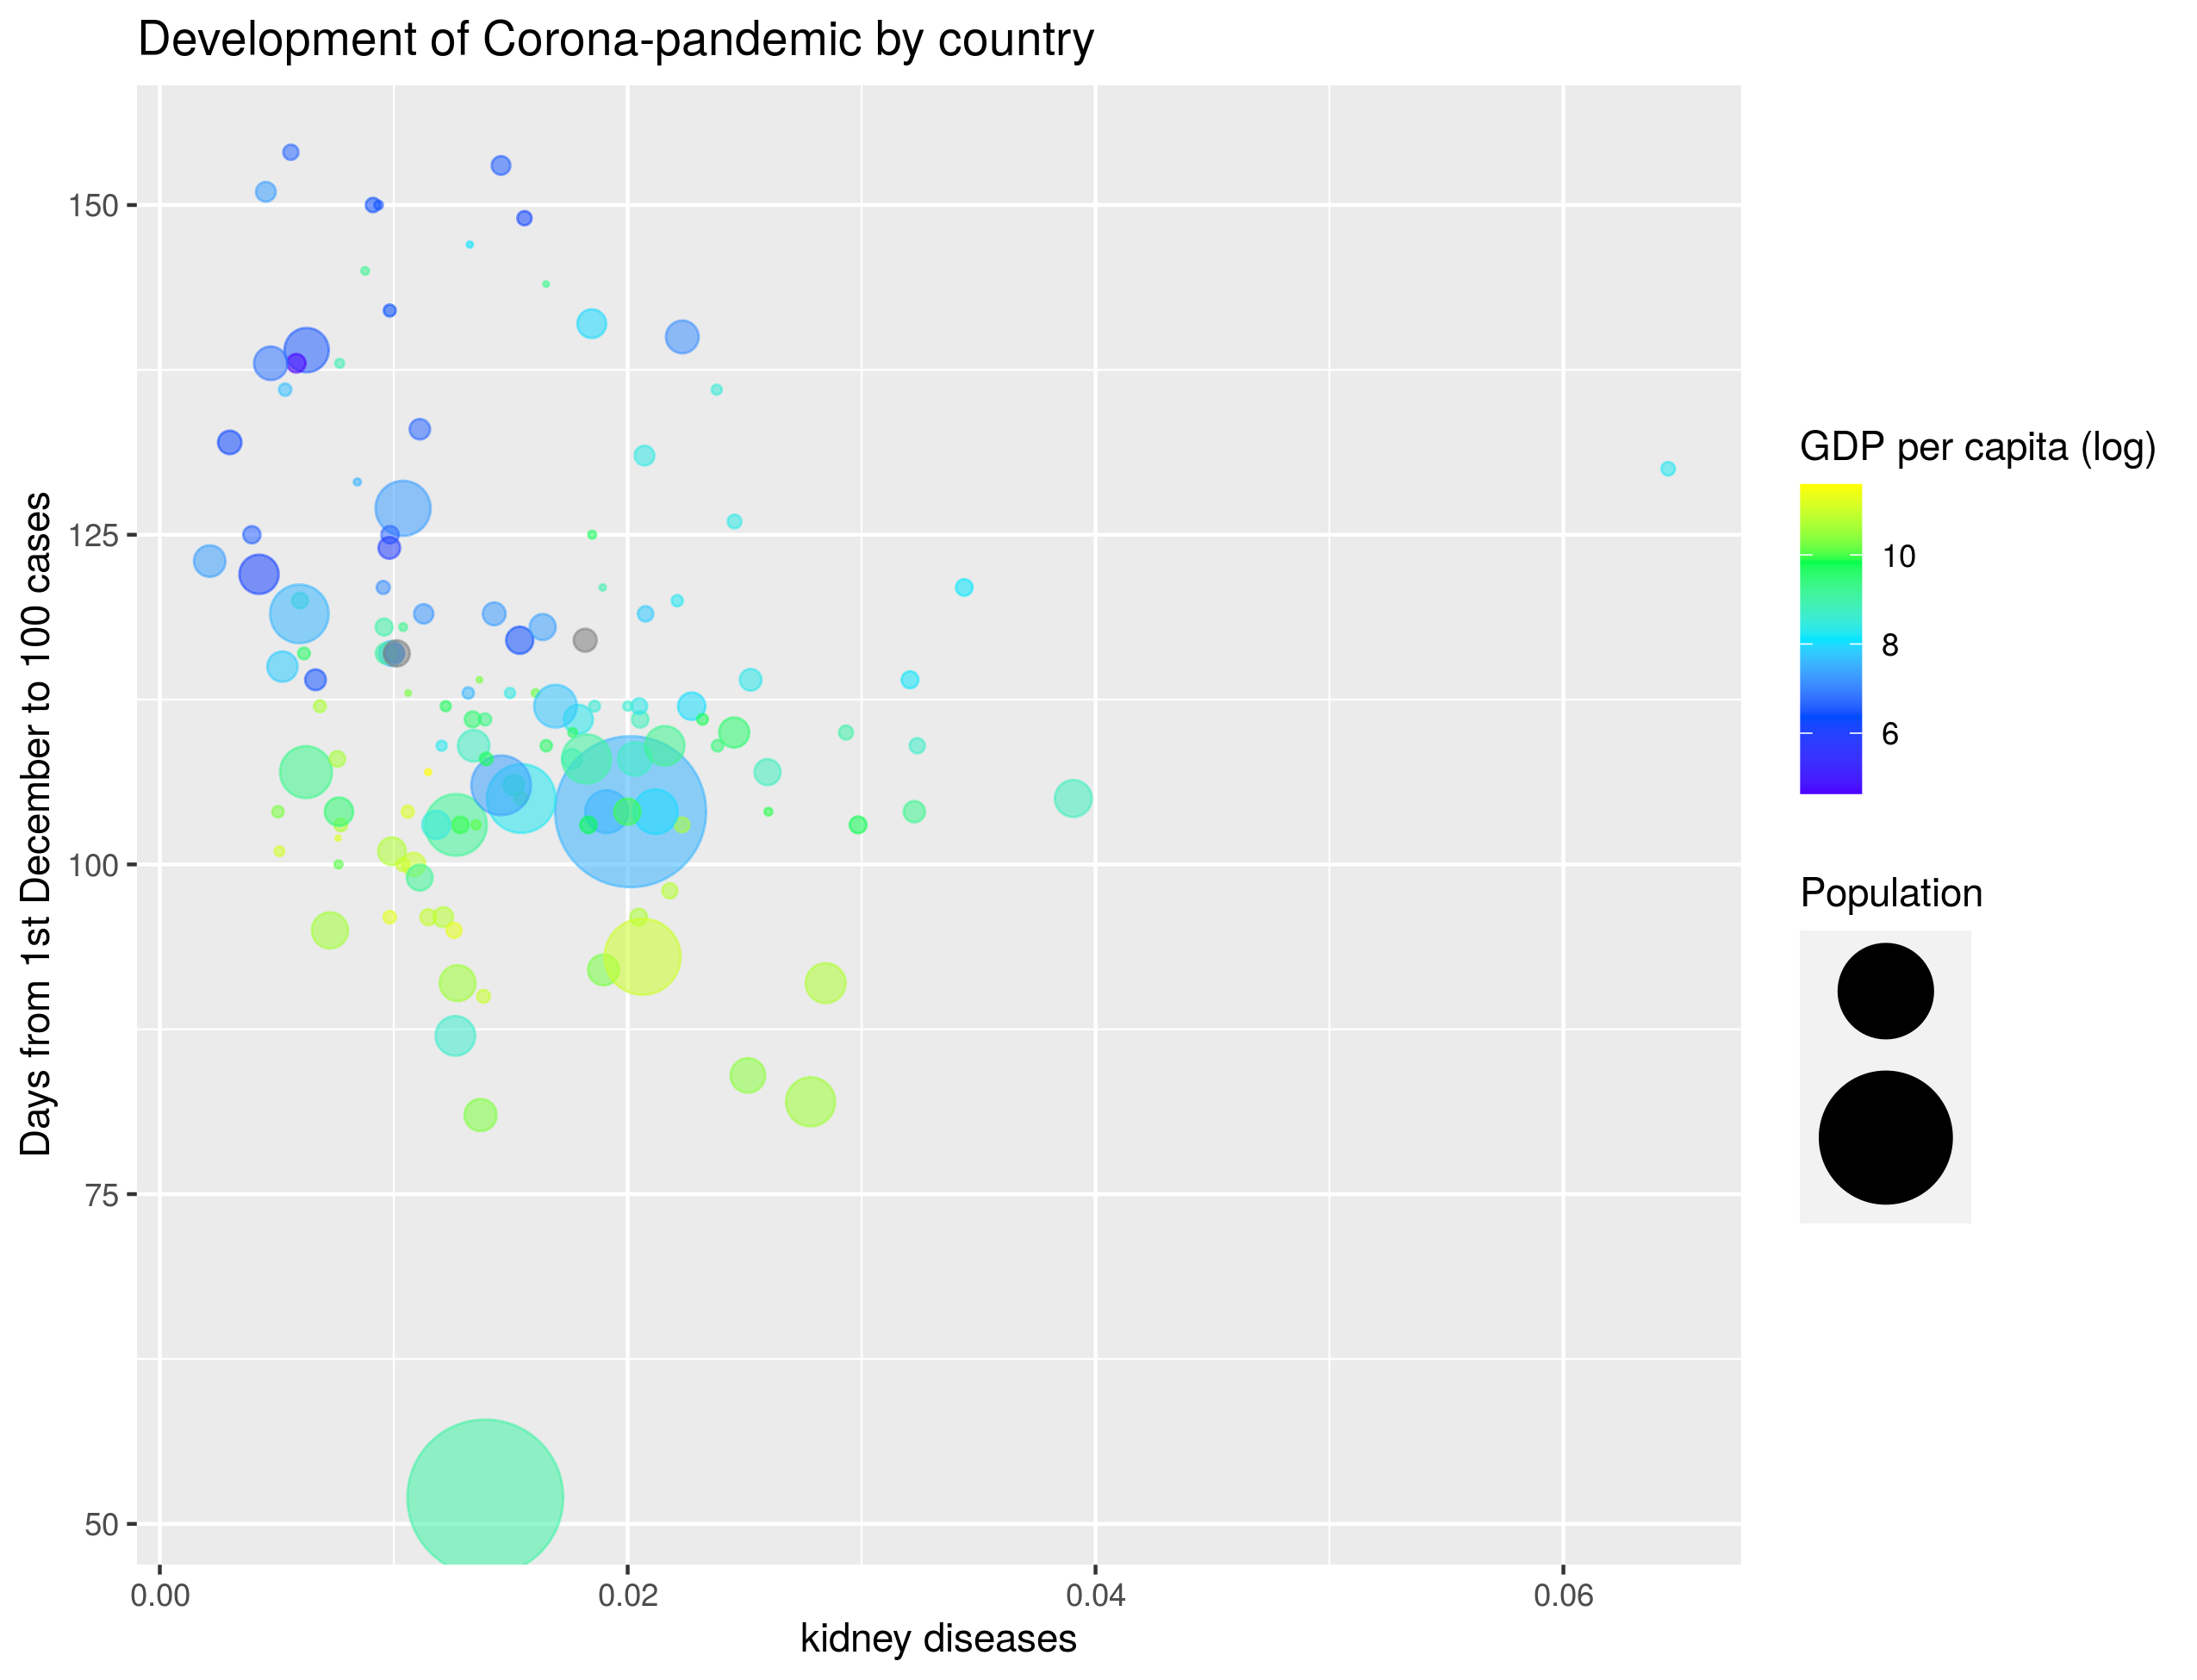 Development of Corona-pandemic by country
Days from 1st December to 100 cases
150
125
100
75
50
0.00
0.02
0.04
0.06
kidney diseases
GDP per capita (log)
10
8
6
Population